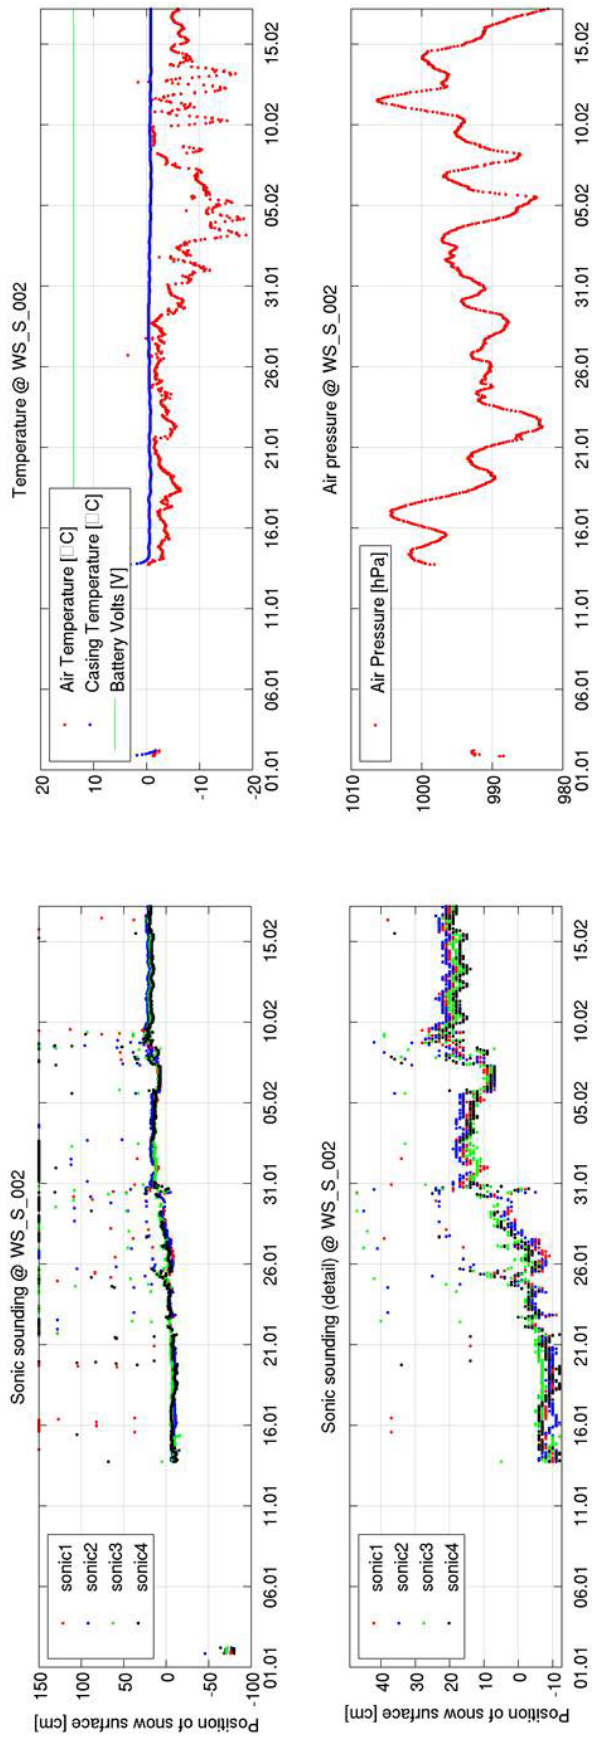 Sonic sounding @ WS_S_002
Position of snow surface [cm]
150
100
50
0
-50
-100
sonic1
sonic2
sonic3
sonic4
01.01 06.01 11.01 16.01 21.01 26.01 31.01 05.02 10.02 15.02
Temperature @ WS_S_002
20
10
0
-10
-20
Air Temperature [□C]
Casing Temperature [□C]
Battery Volts [V]
01.01 06.01 11.01 16.01 21.01 26.01 31.01 05.02 10.02 15.02
Sonic sounding (detail) @ WS_S_002
Position of snow surface [cm]
40
30
20
10
0
-10
sonic1
sonic2
sonic3
sonic4
01.01 06.01 11.01 16.01 21.01 26.01 31.01 05.02 10.02 15.02
Air pressure @ WS_S_002
1010
1000
990
980
Air Pressure [hPa]
01.01 06.01 11.01 16.01 21.01 26.01 31.01 05.02 10.02 15.02